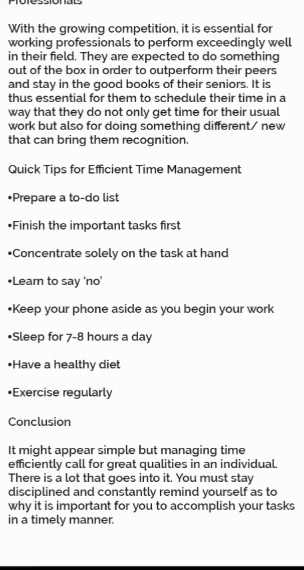 Professionals
With the growing competition, it is essential for
working professionals to perform exceedingly well
in their field. They are expected to do something
out of the box in order to outperform their peers
and stay in the good books of their seniors. It is
thus essential for them to schedule their time in a
way that they do not only get time for their usual
work but also for doing something different/ new
that can bring them recognition.
Quick Tips for Efficient Time Management
•Prepare a to-do list
•Finish the important tasks first
•Concentrate solely on the task at hand
•Learn to say 'no'
•Keep your phone aside as you begin your work
•Sleep for 7-8 hours a day
•Have a healthy diet
•Exercise regularly
Conclusion
It might appear simple but managing time
efficiently call for great qualities in an individual.
There is a lot that goes into it. You must stay
disciplined and constantly remind yourself as to
why it is important for you to accomplish your tasks
in a timely manner.